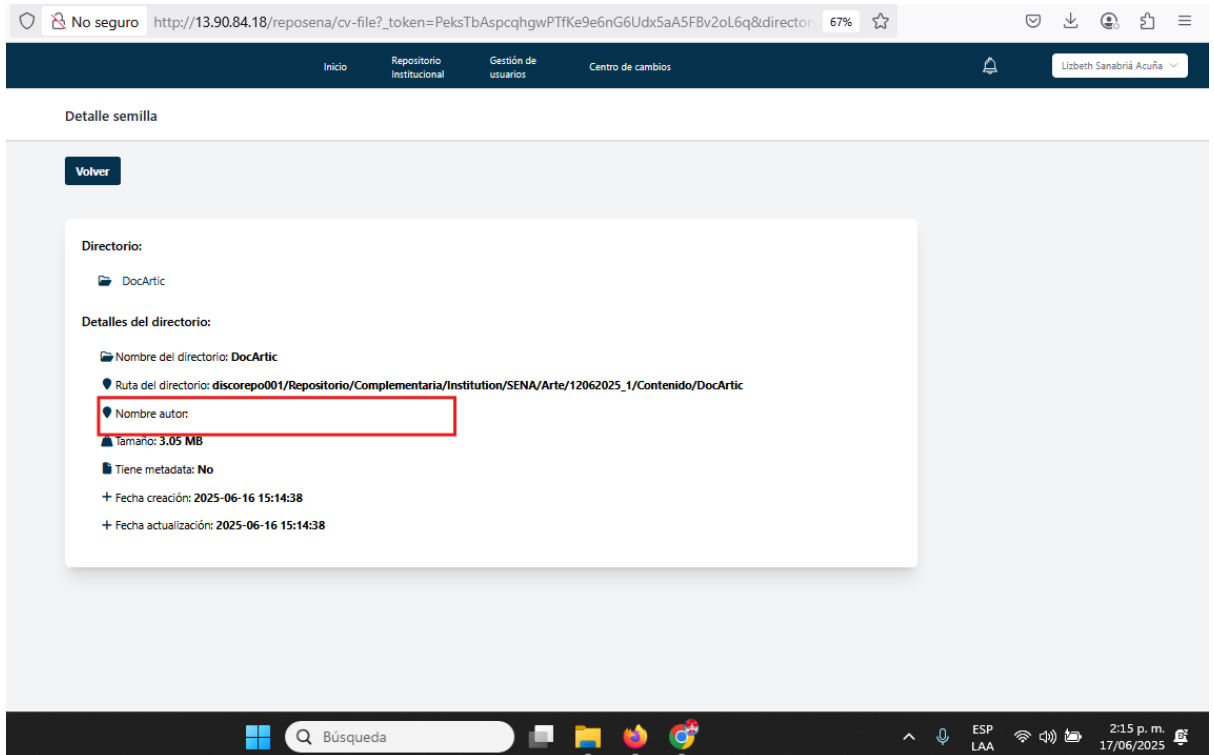 No seguro http://13.90.84.18/reposena/cv-file?_token=PeksTbAspcqhgwPTfKe9e6nG6Udx5aA5FBv2oL6q&director 67%
Inicio
Repositorio
Institucional
Gestión de
usuarios
Centro de cambios
Lizbeth Sanabriá Acuña
Detalle semilla
Volver
Directorio:
DocArtic
Detalles del directorio:
Nombre del directorio: DocArtic
Ruta del directorio: discorepo001/Repositorio/Complementaria/Institution/SENA/Arte/12062025_1/Contenido/DocArtic
Nombre autor:
Tamaño: 3.05 MB
Tiene metadata: No
Fecha creación: 2025-06-16 15:14:38
Fecha actualización: 2025-06-16 15:14:38
Búsqueda
ESP
LAA
2:15 p. m.
17/06/2025